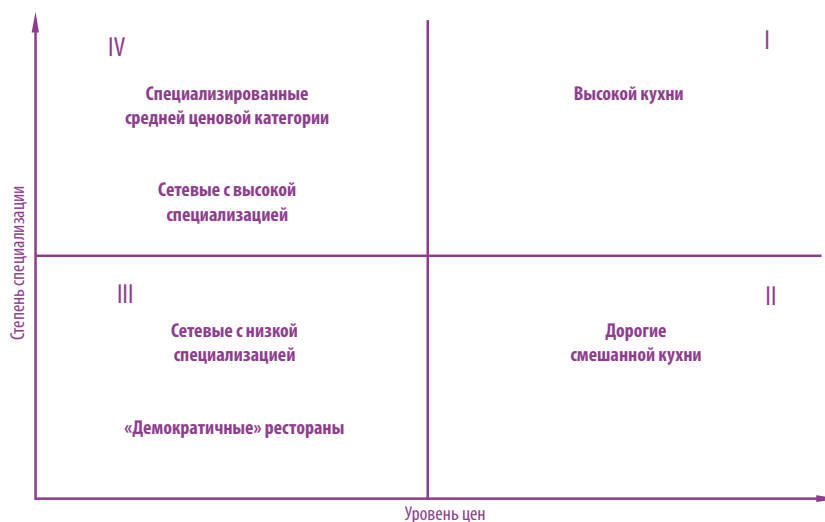 IV
I
Специализированные
средней ценовой категории
Высокой кухни
Сетевые с высокой
специализацией
Степень специализации
III
II
Сетевые с низкой
специализацией
Дорогие
смешанной кухни
«Демократичные» рестораны
Уровень цен